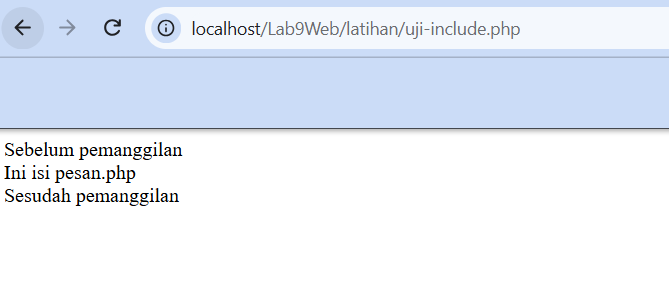 localhost/Lab9Web/latihan/uji-include.php
Sebelum pemanggilan
Ini isi pesan.php
Sesudah pemanggilan